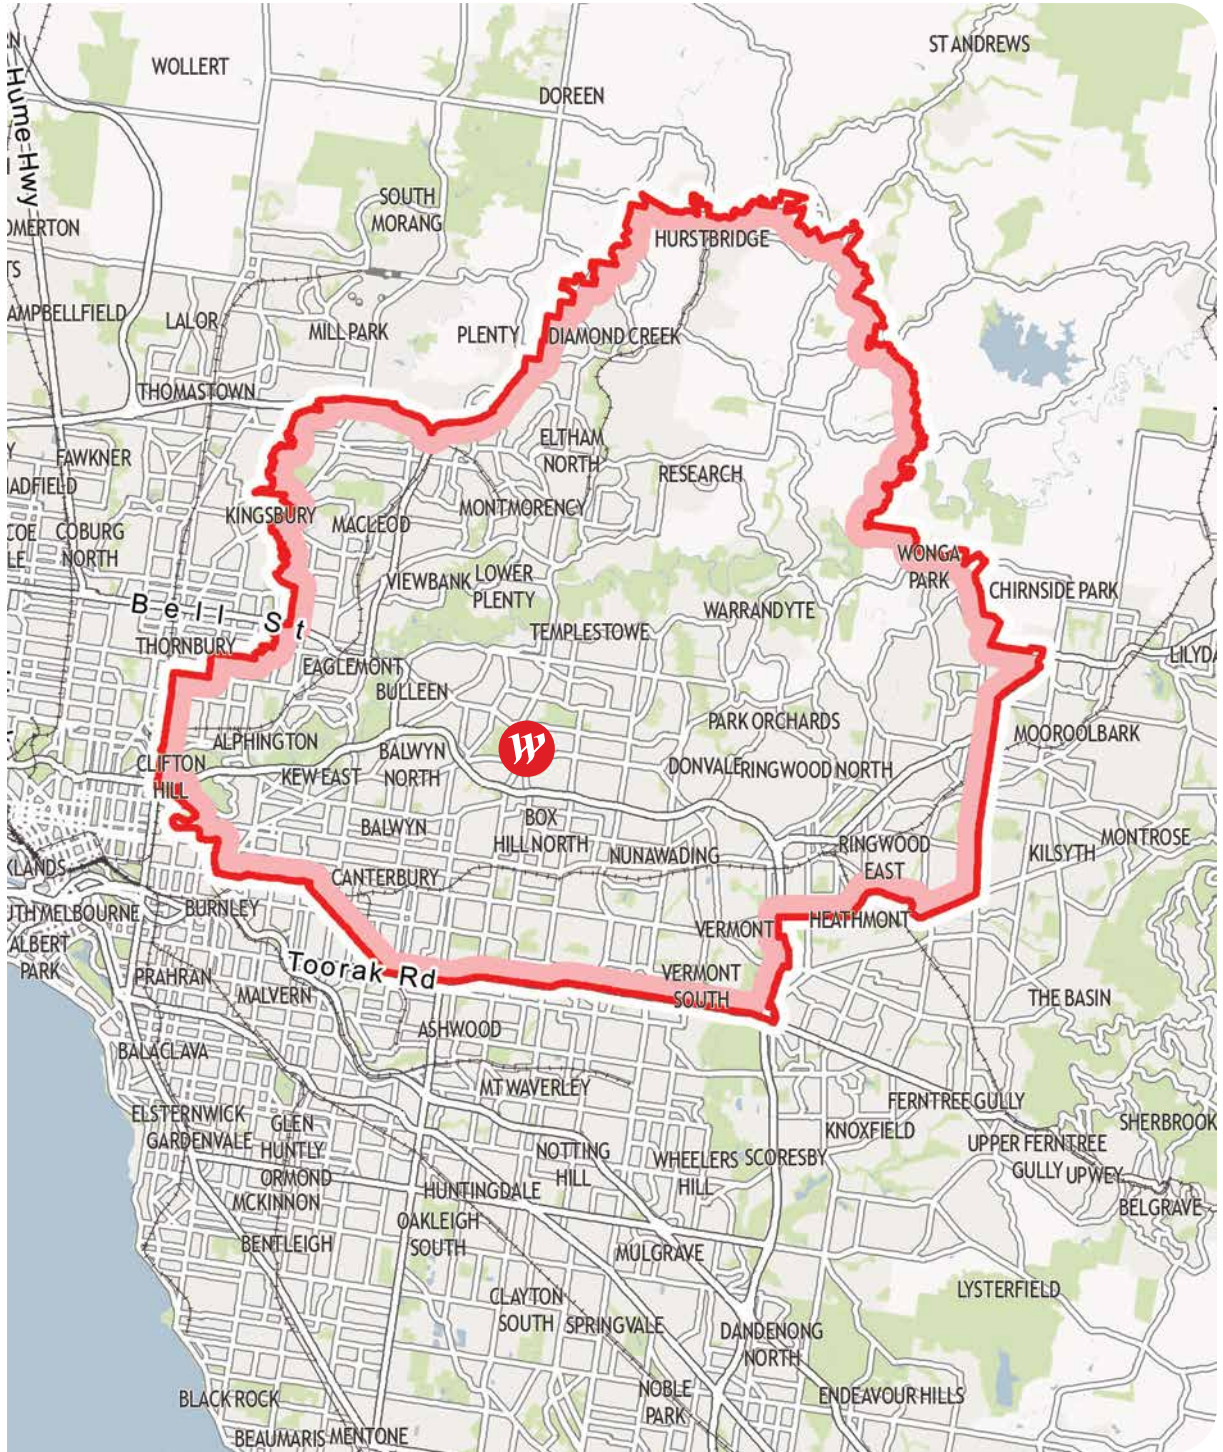 ST ANDREWS
WOLLERT
DOREEN
Hume Hwy
SOUTH
MORANG
OMERTON
HURSTBRIDGE
TS
AMPBELLFIELD
LALOR
MILL PARK
PLENTY
DIAMOND CREEK
THOMASTOWN
FAWKNER
ELTHAM
NORTH
RESEARCH
ADFIELD
MONTMORENCY
KINGSBURY
MACLEOD
COE
LE
COBURG
NORTH
WONGA
PARK
VIEWBANK
LOWER
PLENTY
CHIRNSIDE PARK
Bell St
WARRANDYTE
TEMPLESTOWE
THORNBURY
LILYDA
EAGLEMONT
BULLEEN
PARK ORCHARDS
MOOROOLBARK
ALPHINGTON
W
CLIFTON
HILL
BALWYN
NORTH
KEW EAST
DONVALE
RINGWOOD NORTH
BOX
HILL NORTH
BALWYN
MONTROSE
RINGWOOD
EAST
KILSYTH
NUNAWADING
KLANDS
CANTERBURY
UTH MELBOURNE
BURNLEY
HEATHMONT
VERMONT
ALBERT
PARK
Toorak Rd
PRAHRAN
VERMONT
SOUTH
MALVERN
THE BASIN
ASHWOOD
BALACLAVA
MT WAVERLEY
FERNTREE GULLY
ELSTERNWICK
GLEN
HUNTLY
SHERBROOK
KNOXFIELD
GARDENVALE
UPPER FERNTREE
GULLY
NOTTING
HILL
WHEELERS
HILL
SCORESBY
ORMOND
UPWEY
HUNTINGDALE
MCKINNON
BELGRAVE
OAKLEIGH
SOUTH
BENTLEIGH
MULGRAVE
LYSTERFIELD
CLAYTON
SOUTH
SPRINGVALE
DANDENONG
NORTH
NOBLE
PARK
ENDEAVOUR HILLS
BLACK ROCK
BEAUMARIS
MENTONE